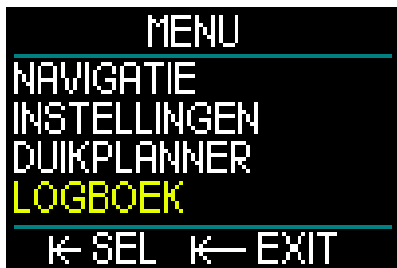 MENU
NAVIGATIE
INSTELLINGEN
DUIKPLANNER
LOGBOEK
SEL EXIT